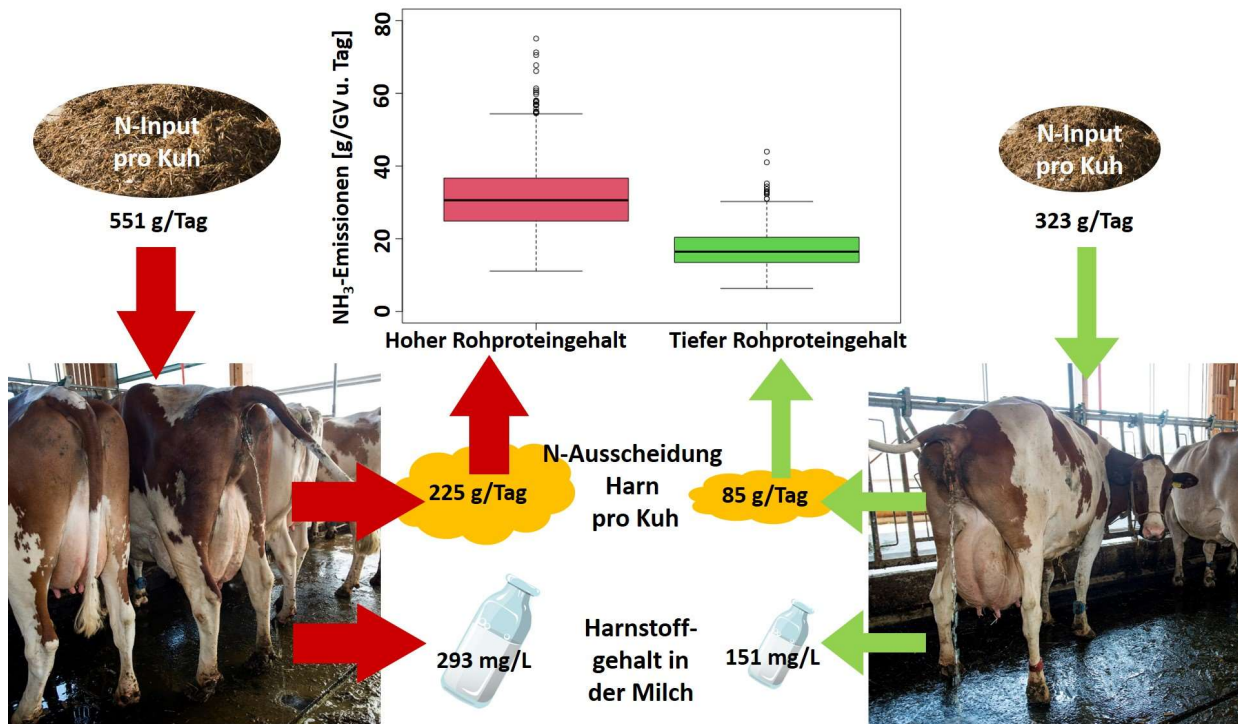 N-Input
pro Kuh
551 g/Tag
NH₃-Emissionen [g/GV u. Tag]
80
60
40
20
0
Hoher Rohproteingehalt
Tiefer Rohproteingehalt
N-Input
pro Kuh
323 g/Tag
N-Ausscheidung
Harn
pro Kuh
225 g/Tag
85 g/Tag
Harnstoff-
gehalt in
der Milch
293 mg/L
151 mg/L